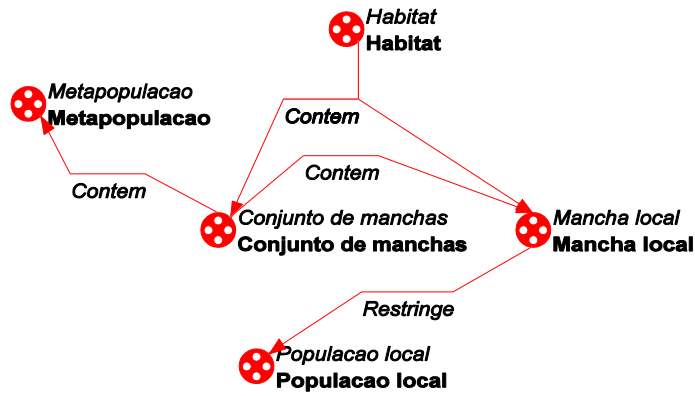 Habitat
Habitat
Metapopulacao
Metapopulacao
Contem
Contem
Contem
Conjunto de manchas
Conjunto de manchas
Mancha local
Mancha local
Restringe
Populacao local
Populacao local